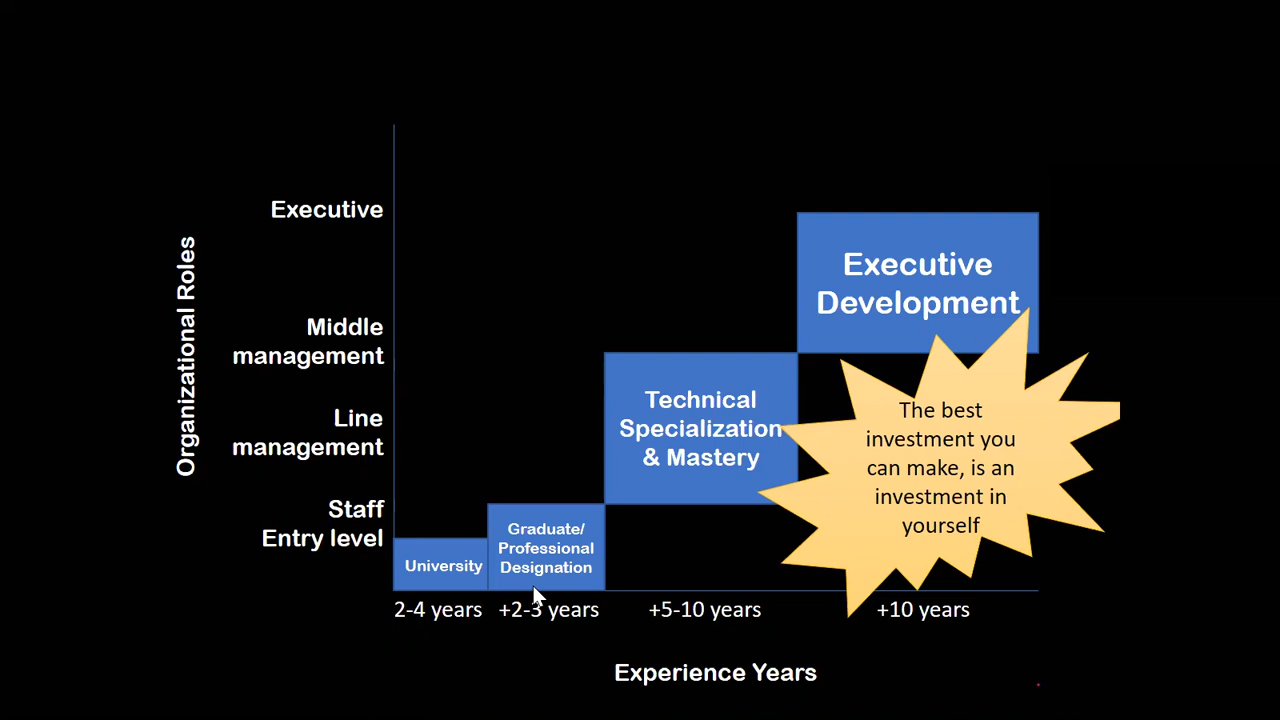 Organizational Roles
Executive
Middle
management
Line
management
Staff
Entry level
Executive
Development
Technical
Specialization
& Mastery
Graduate/
Professional
Designation
University
The best
investment you
can make, is an
investment in
yourself
2-4 years
+2-3 years
+5-10 years
+10 years
Experience Years